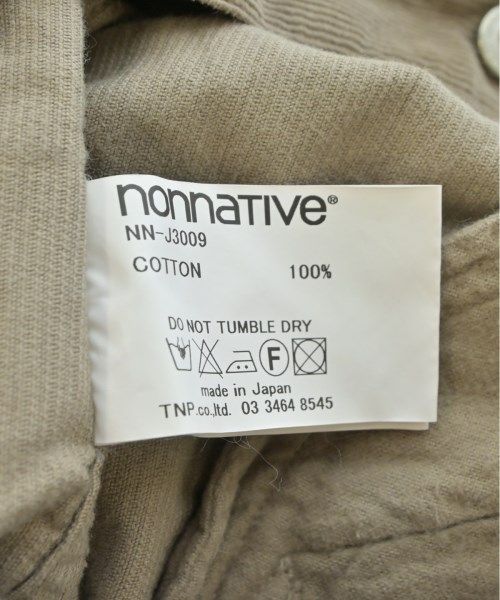 nonnative®
NN-J3009
COTTON 100%
DO NOT TUMBLE DRY
F
made in Japan
TNP.co.,ltd. 03 3464 8545